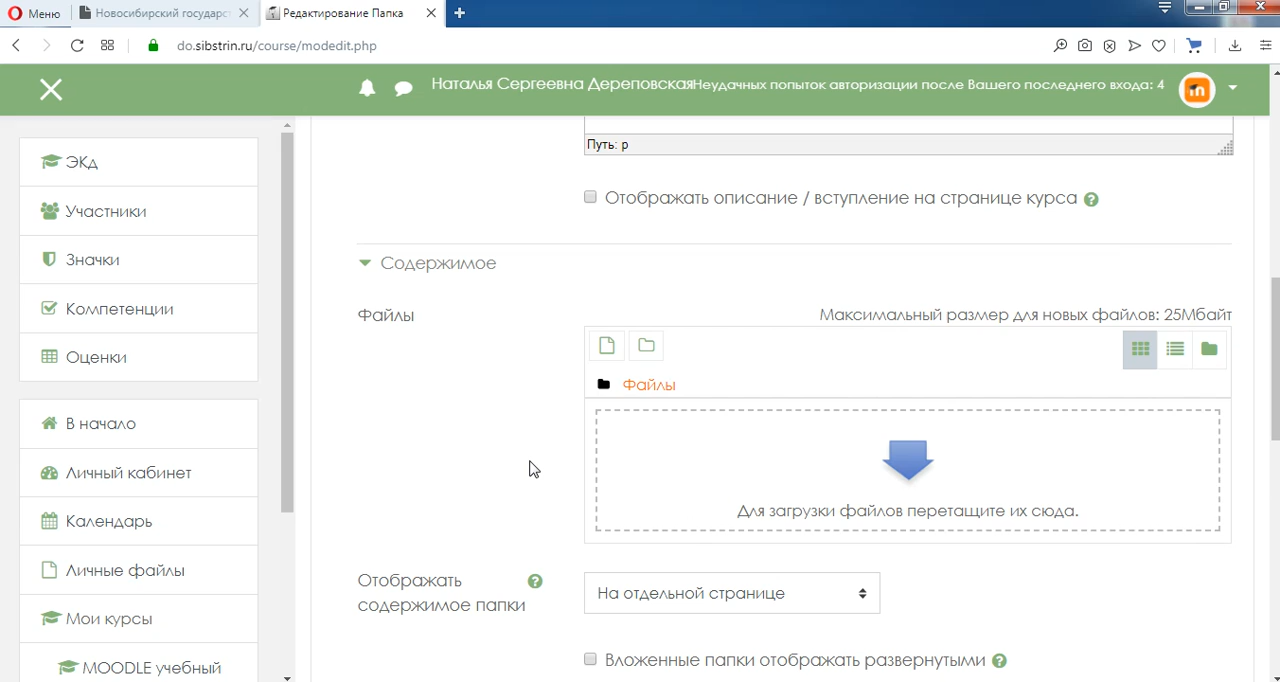 Меню
Новосибирский государс
Редактирование Папка
do.sibstrin.ru/course/modedit.php
Наталья Сергеевна ДереповскаяНеудачных попыток авторизации после Вашего последнего входа: 4
ЭКд
Участники
Значки
Компетенции
Оценки
В начало
Личный кабинет
Календарь
Личные файлы
Мои курсы
MOODLE учебный
Путь: p
Отображать описание / вступление на странице курса
Содержимое
Файлы
Максимальный размер для новых файлов: 25Мбайт
Файлы
Для загрузки файлов перетащите их сюда.
Отображать
содержимое папки
На отдельной странице
Вложенные папки отображать развернутыми